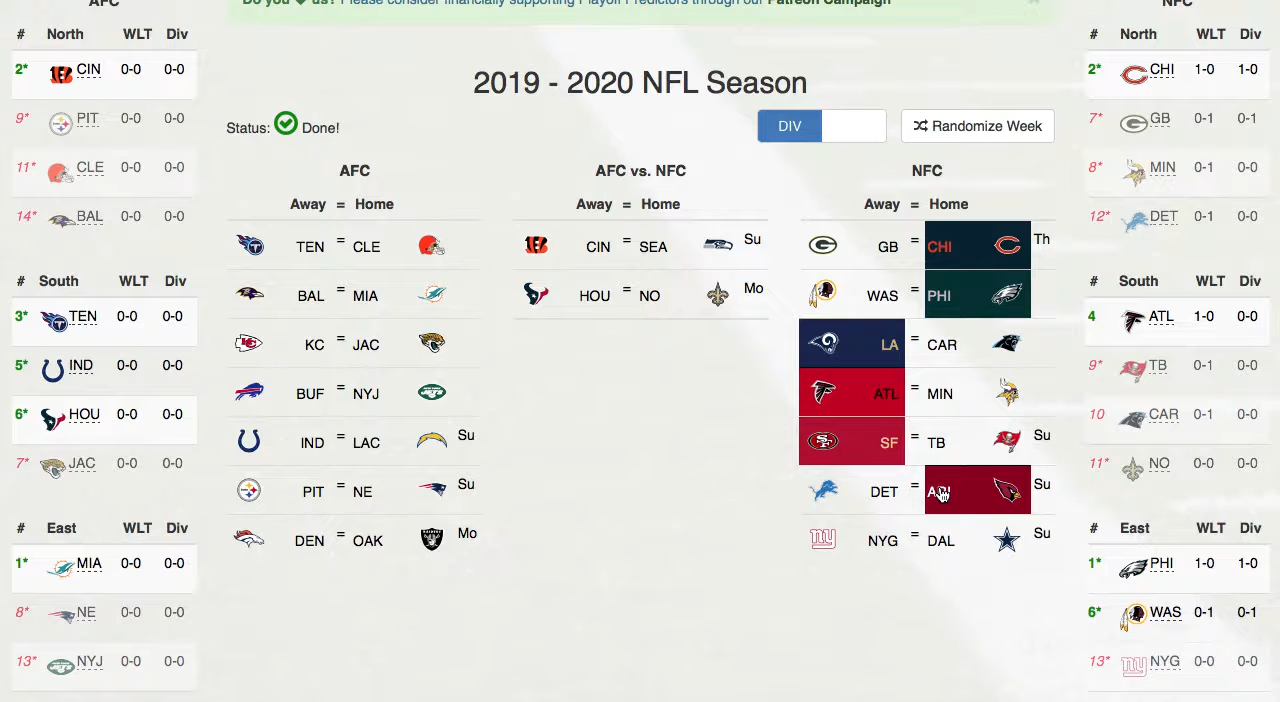 AFC
# North WLT Div
2* CIN 0-0 0-0
9* PIT 0-0 0-0
11* CLE 0-0 0-0
14* BAL 0-0 0-0
# South WLT Div
3* TEN 0-0 0-0
5* IND 0-0 0-0
6* HOU 0-0 0-0
7* JAC 0-0 0-0
# East WLT Div
1* MIA 0-0 0-0
8* NE 0-0 0-0
13* NYJ 0-0 0-0
Do you ❤ us? Please consider financially supporting Playoff Predictors through our Patreon Campaign ×
2019 - 2020 NFL Season
Status: Done!
DIV
Randomize Week
AFC
Away = Home
TEN = CLE
BAL = MIA
KC = JAC
BUF = NYJ
IND = LAC Su
PIT = NE Su
DEN = OAK Mo
AFC vs. NFC
Away = Home
CIN = SEA Su
HOU = NO Mo
NFC
Away = Home
GB = CHI Th
WAS = PHI
LA = CAR
ATL = MIN
SF = TB Su
DET = Su
NYG = DAL Su
NFC
# North WLT Div
2* CHI 1-0 1-0
7* GB 0-1 0-1
8* MIN 0-1 0-0
12* DET 0-1 0-0
# South WLT Div
4 ATL 1-0 0-0
9* TB 0-1 0-0
10 CAR 0-1 0-0
11* NO 0-0 0-0
# East WLT Div
1* PHI 1-0 1-0
6* WAS 0-1 0-1
13* NYG 0-0 0-0